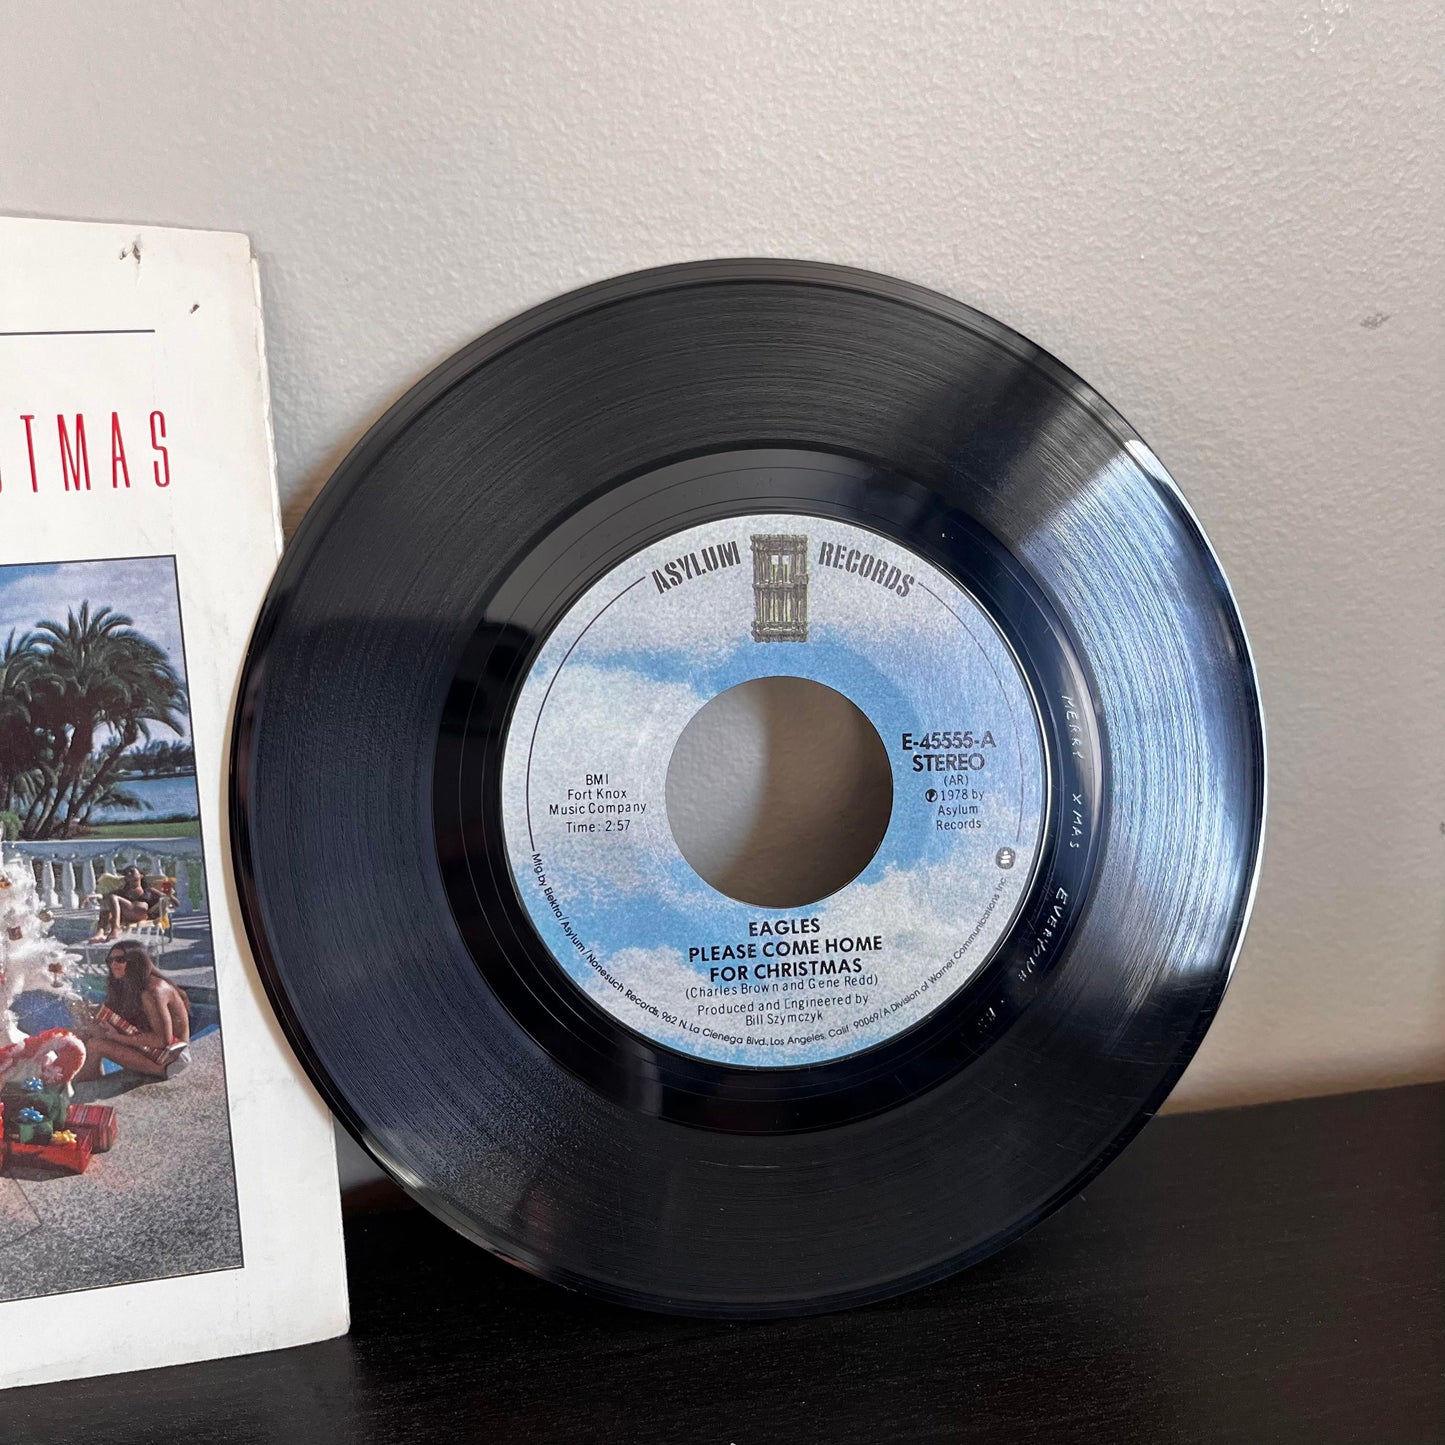 STMAS
ASYLUM RECORDS
E-45555-A
STEREO
(AR)
℗ 1978 by
Asylum
Records
BMI
Fort Knox
Music Company
Time: 2:57
EAGLES
PLEASE COME HOME
FOR CHRISTMAS
(Charles Brown and Gene Redd)
Produced and Engineered by
Bill Szymczyk
Mfg. by Elektra/Asylum/Nonesuch Records, 962 N. La Cienega Blvd., Los Angeles, Calif. 90069/A Division of Warner Communications Inc.
MERRY XMAS EVERYONE